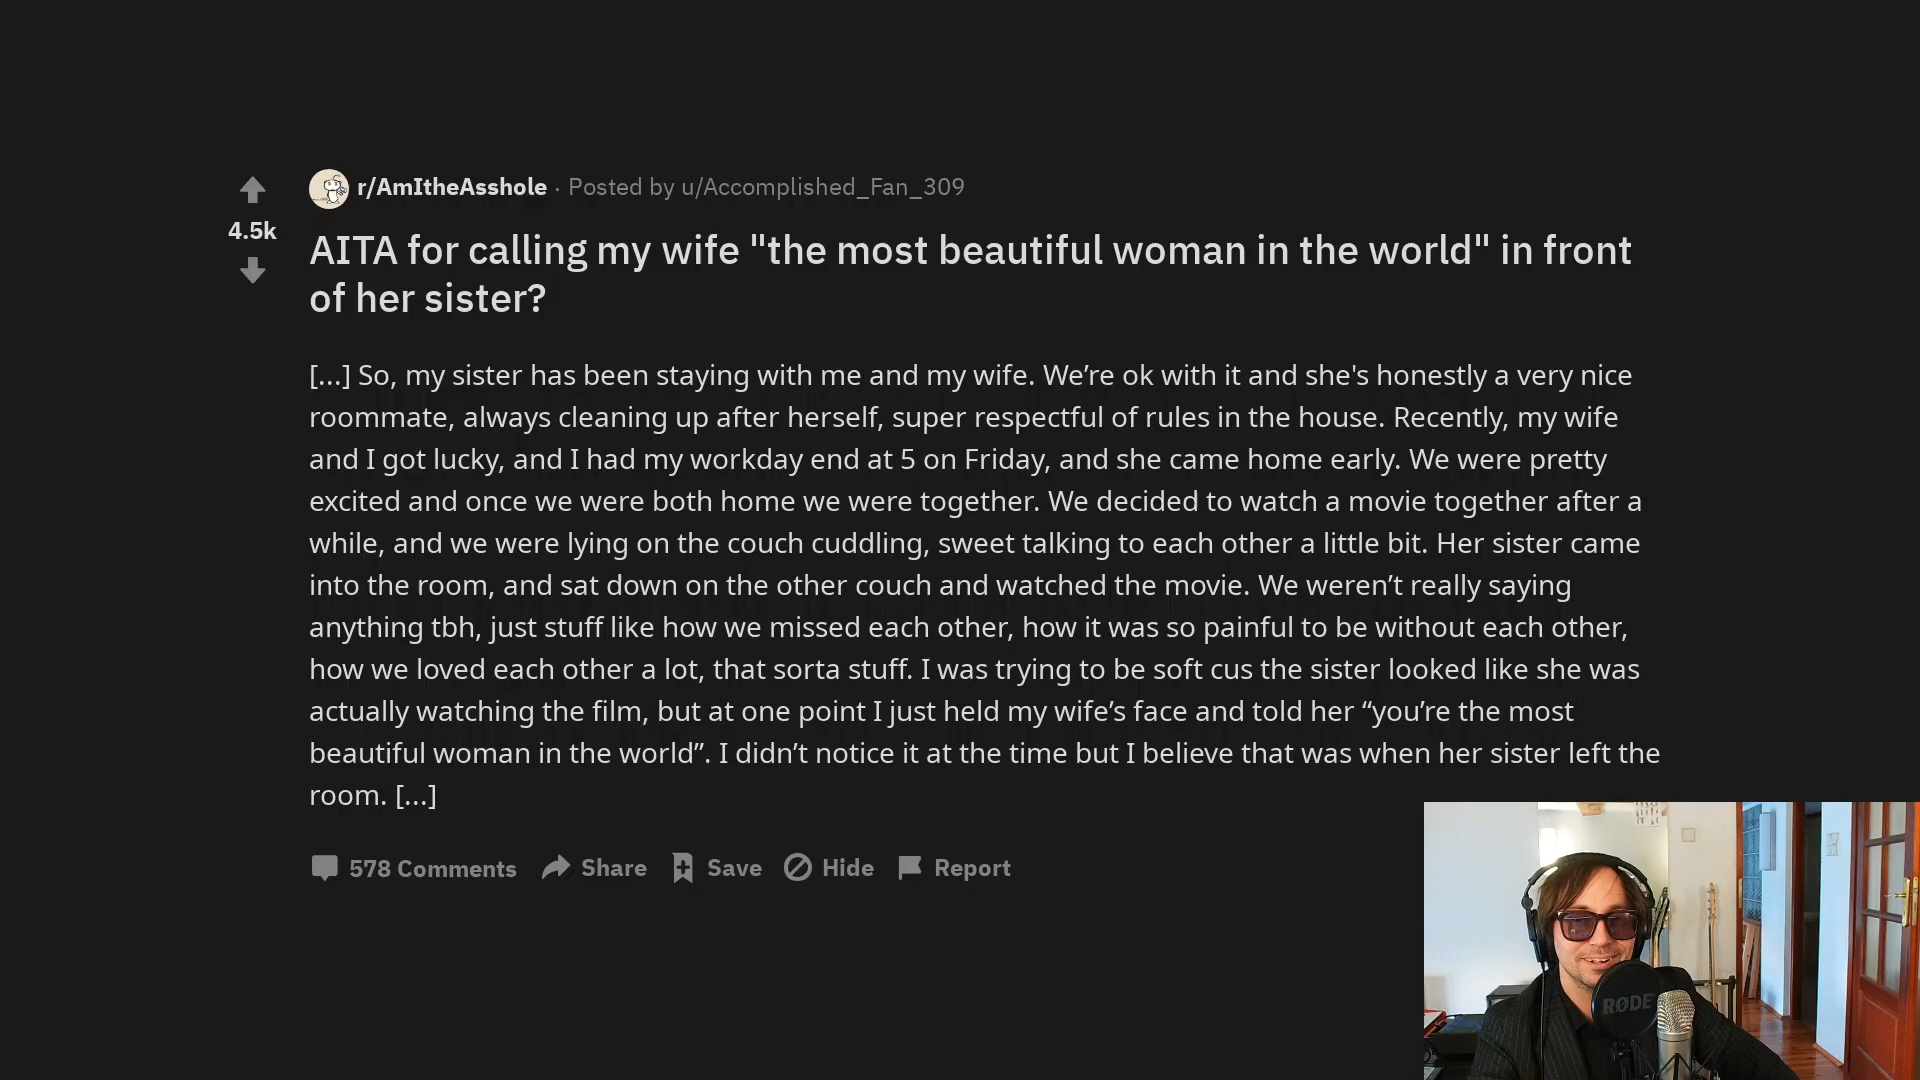 r/AmItheAsshole · Posted by u/Accomplished_Fan_309
4.5k
AITA for calling my wife "the most beautiful woman in the world" in front
of her sister?
[...] So, my sister has been staying with me and my wife. We’re ok with it and she's honestly a very nice
roommate, always cleaning up after herself, super respectful of rules in the house. Recently, my wife
and I got lucky, and I had my workday end at 5 on Friday, and she came home early. We were pretty
excited and once we were both home we were together. We decided to watch a movie together after a
while, and we were lying on the couch cuddling, sweet talking to each other a little bit. Her sister came
into the room, and sat down on the other couch and watched the movie. We weren’t really saying
anything tbh, just stuff like how we missed each other, how it was so painful to be without each other,
how we loved each other a lot, that sorta stuff. I was trying to be soft cus the sister looked like she was
actually watching the film, but at one point I just held my wife’s face and told her “you’re the most
beautiful woman in the world”. I didn’t notice it at the time but I believe that was when her sister left the
room. [...]
578 Comments Share Save Hide Report
RØDE